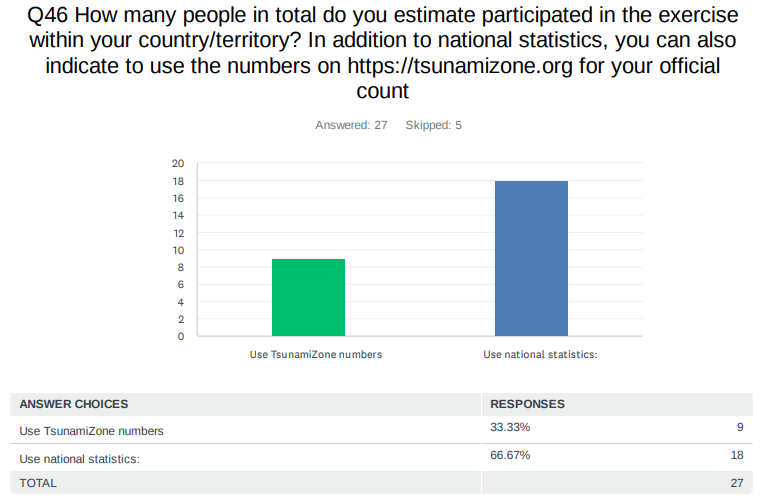 Q46 How many people in total do you estimate participated in the exercise
within your country/territory? In addition to national statistics, you can also
indicate to use the numbers on https://tsunamizone.org for your official
count
Answered: 27 Skipped: 5
20
18
16
14
12
10
8
6
4
2
0
Use TsunamiZone numbers
Use national statistics:
ANSWER CHOICES RESPONSES
Use TsunamiZone numbers 33.33% 9
Use national statistics: 66.67% 18
TOTAL 27